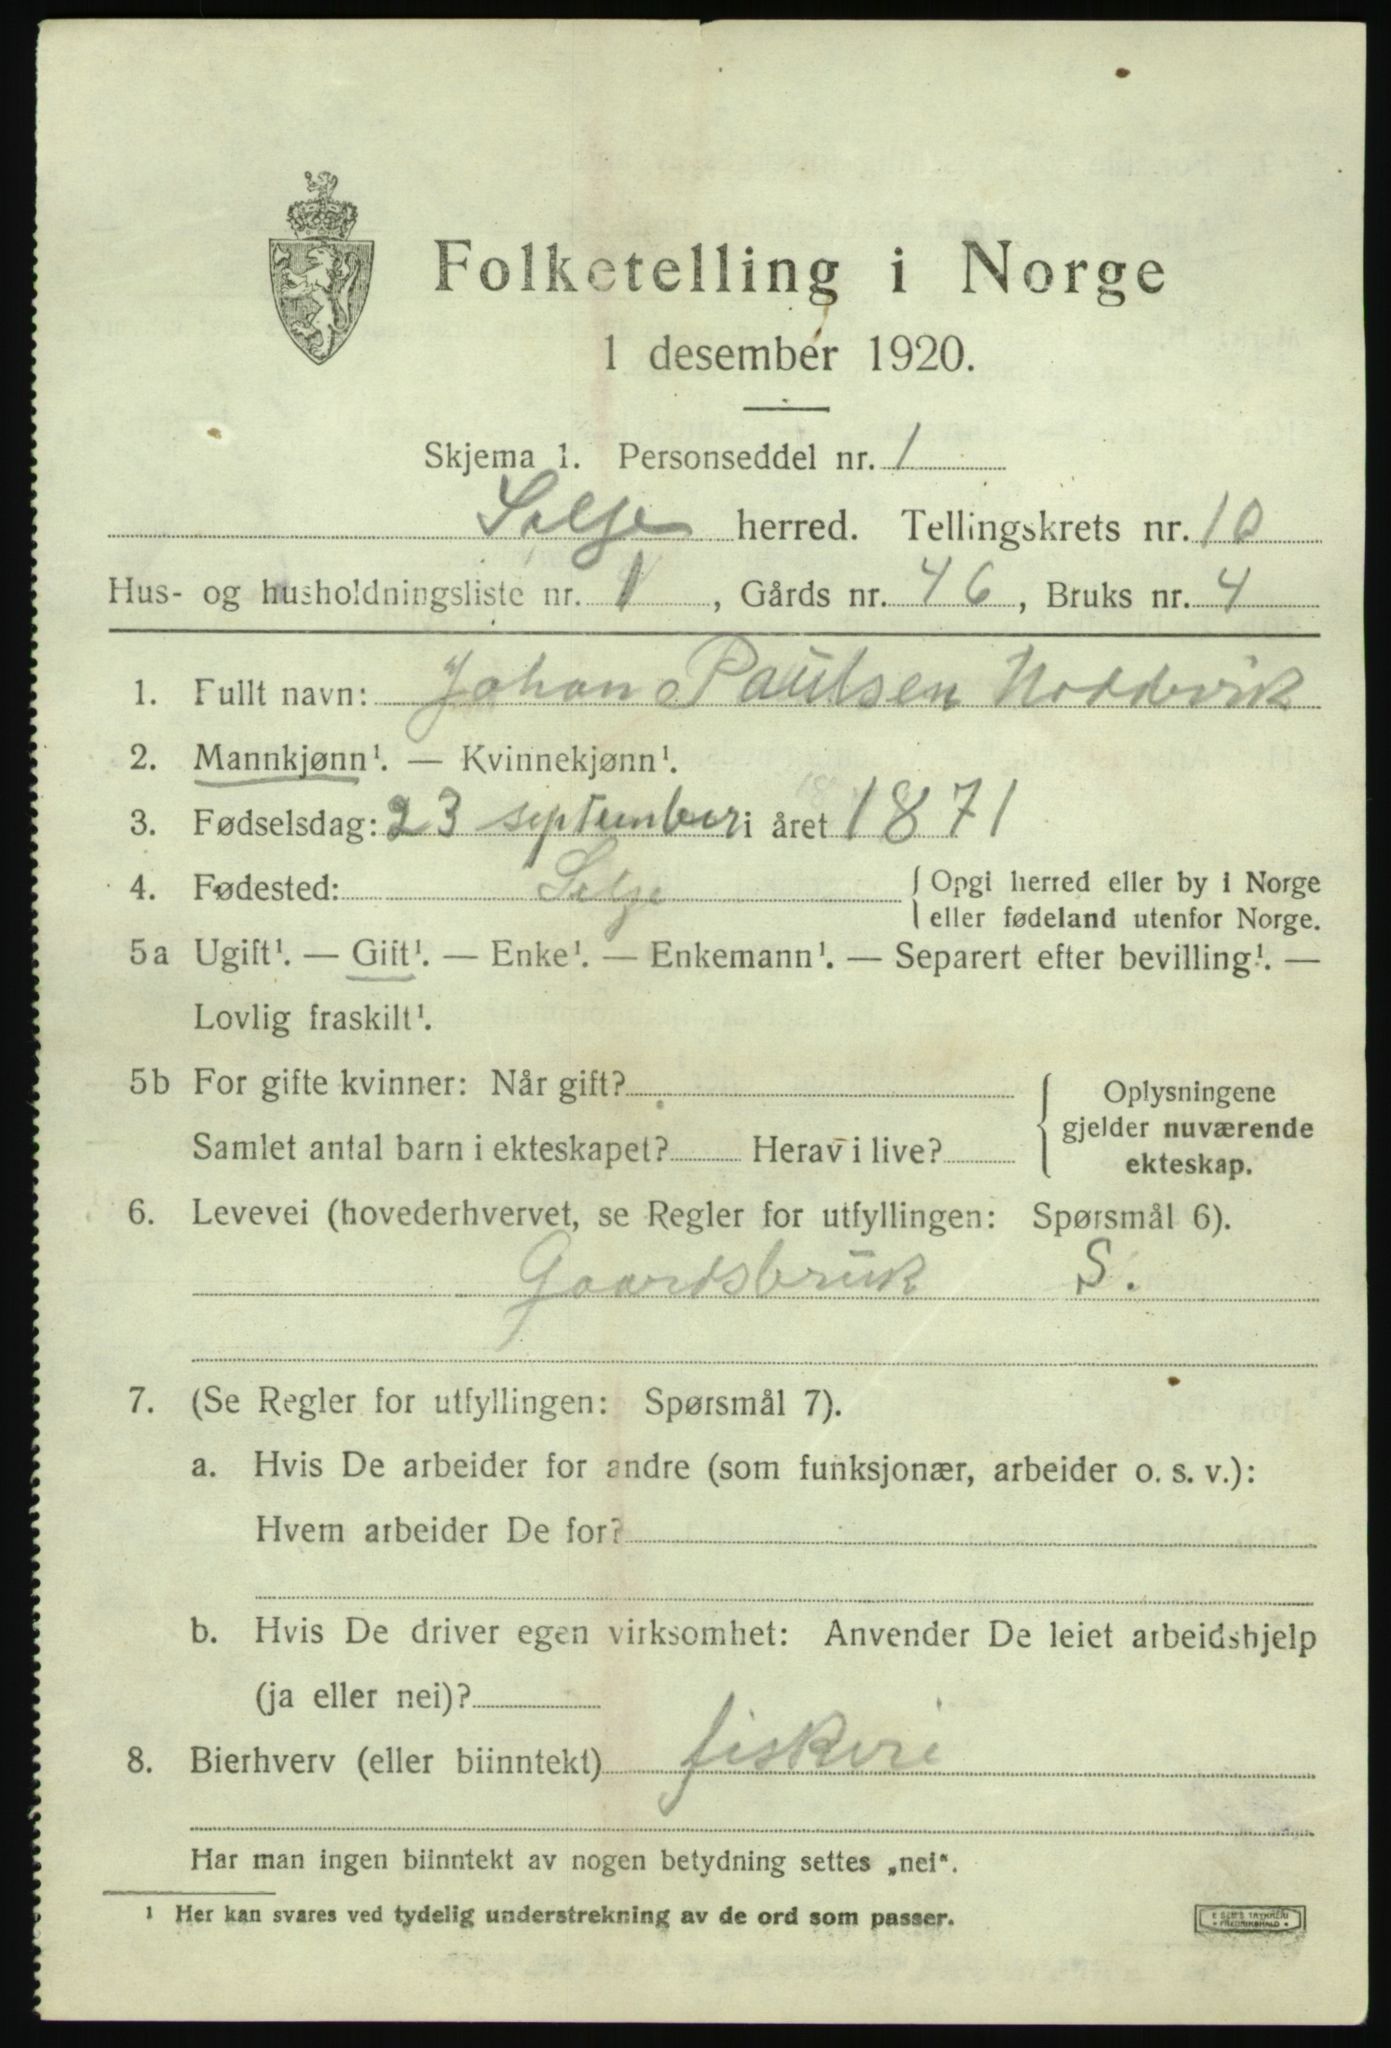 Folketelling i Norge
1 desember 1920.
Skjema 1. Personseddel nr. 1
Selje herred. Tellingskrets nr. 10
Hus- og husholdningsliste nr. 1, Gårds nr. 46, Bruks nr. 4
1. Fullt navn: Johan Paulsen Hoddevik
2. Mannkjønn¹. — Kvinnekjønn¹.
3. Fødselsdag: 23 september i året 1871
4. Fødested: Selje { Opgi herred eller by i Norge
eller fødeland utenfor Norge.
5a Ugift¹. — Gift¹. — Enke¹. — Enkemann¹. — Separert efter bevilling¹. —
Lovlig fraskilt¹.
5b For gifte kvinner: Når gift? { Oplysningene
gjelder nuværende
Samlet antal barn i ekteskapet? Herav i live? ekteskap.
6. Levevei (hovederhvervet, se Regler for utfyllingen: Spørsmål 6).
Gaardsbruk S.
7. (Se Regler for utfyllingen: Spørsmål 7).
a. Hvis De arbeider for andre (som funksjonær, arbeider o. s. v.):
Hvem arbeider De for?
b. Hvis De driver egen virksomhet: Anvender De leiet arbeidshjelp
(ja eller nei)?
8. Bierhverv (eller biinntekt) fiskeri
Har man ingen biinntekt av nogen betydning settes „nei“.
¹ Her kan svares ved tydelig understrekning av de ord som passer.
E SEM'S TRYKKERI
FREDRIKSHALD